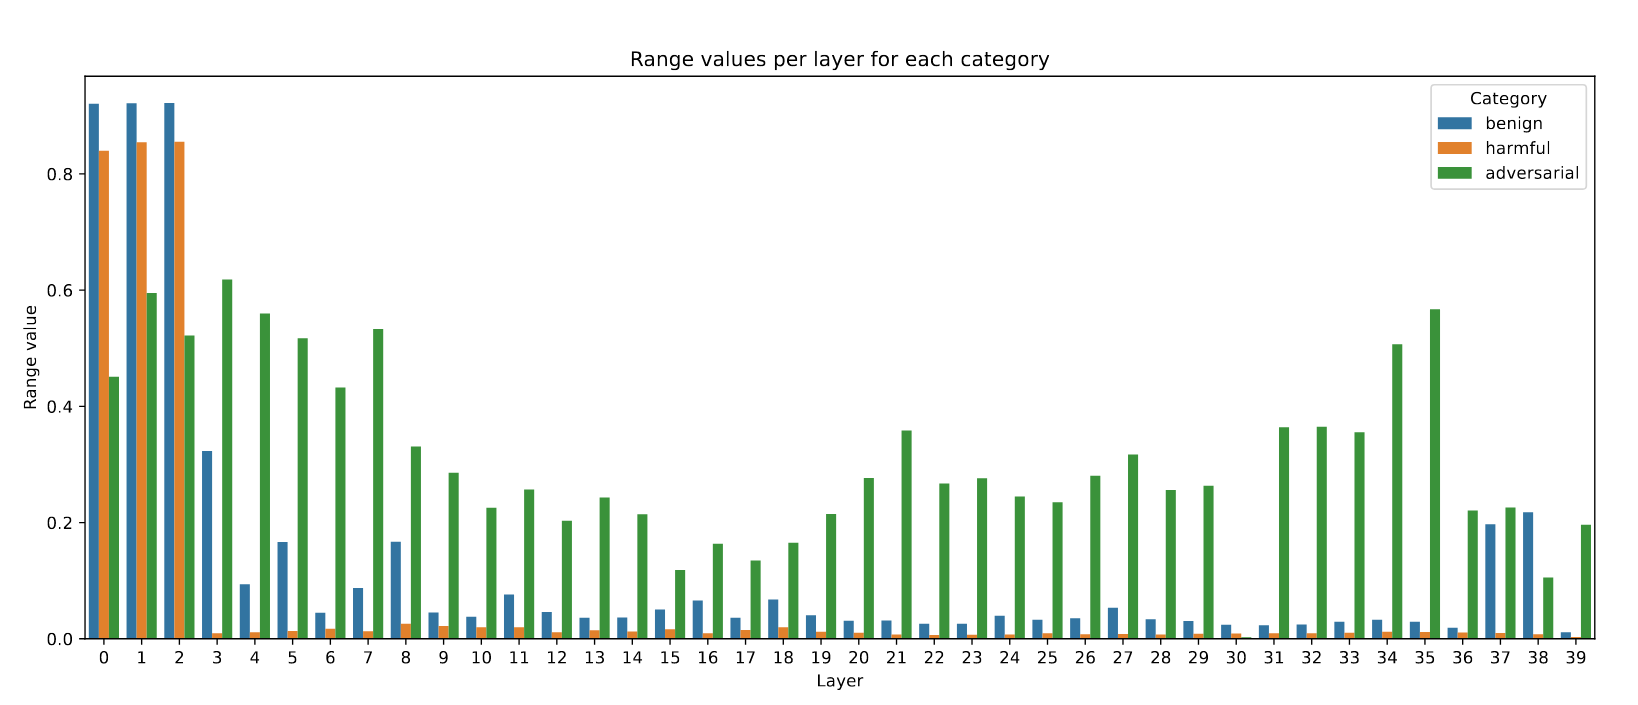 Range values per layer for each category
Category
benign
harmful
adversarial
Range value
0.8
0.6
0.4
0.2
0.0
0 1 2 3 4 5 6 7 8 9 10 11 12 13 14 15 16 17 18 19 20 21 22 23 24 25 26 27 28 29 30 31 32 33 34 35 36 37 38 39
Layer